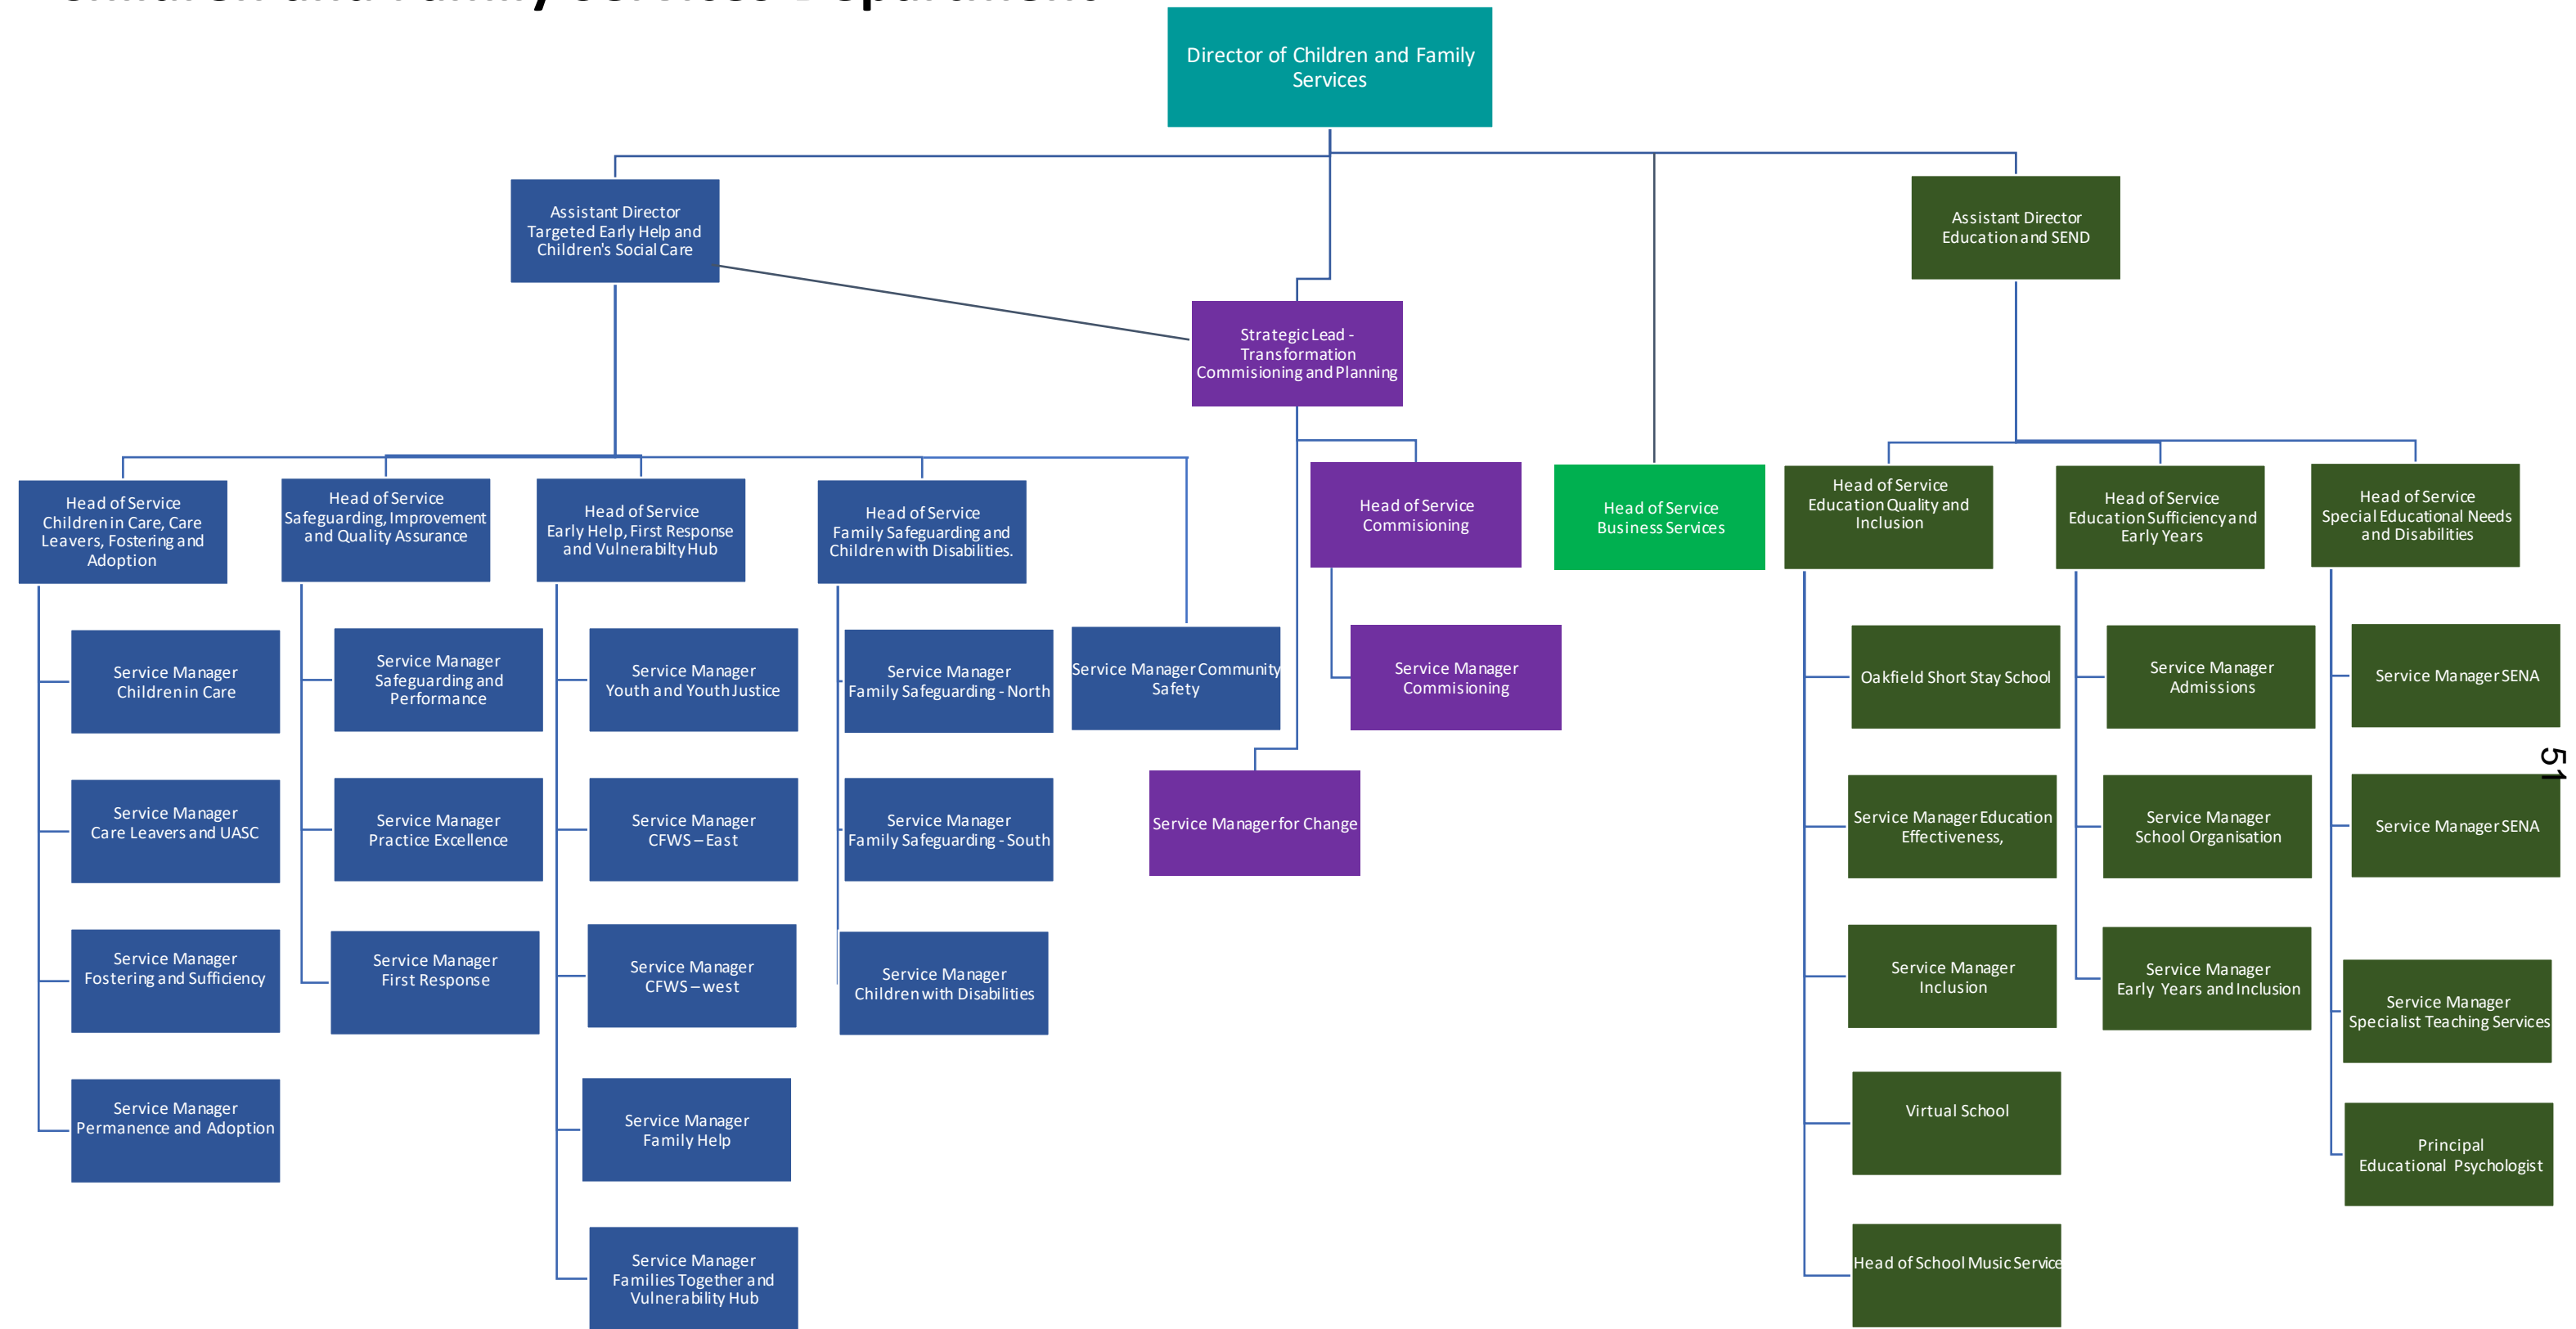 Children and Family Services Department
Director of Children and Family
Services
Assistant Director
Targeted Early Help and
Children's Social Care
Assistant Director
Education and SEND
Strategic Lead -
Transformation
Commisioning and Planning
Head of Service
Children in Care, Care
Leavers, Fostering and
Adoption
Head of Service
Safeguarding, Improvement
and Quality Assurance
Head of Service
Early Help, First Response
and Vulnerabilty Hub
Head of Service
Family Safeguarding and
Children with Disabilities.
Head of Service
Commisioning
Head of Service
Business Services
Head of Service
Education Quality and
Inclusion
Head of Service
Education Sufficiency and
Early Years
Head of Service
Special Educational Needs
and Disabilities
Service Manager
Children in Care
Service Manager
Safeguarding and
Performance
Service Manager
Youth and Youth Justice
Service Manager
Family Safeguarding - North
Service Manager Community
Safety
Service Manager
Commisioning
Oakfield Short Stay School
Service Manager
Admissions
Service Manager SENA
51
Service Manager
Care Leavers and UASC
Service Manager
Practice Excellence
Service Manager
CFWS – East
Service Manager
Family Safeguarding - South
Service Manager for Change
Service Manager Education
Effectiveness,
Service Manager
School Organisation
Service Manager SENA
Service Manager
Fostering and Sufficiency
Service Manager
First Response
Service Manager
CFWS – west
Service Manager
Children with Disabilities
Service Manager
Inclusion
Service Manager
Early Years and Inclusion
Service Manager
Specialist Teaching Services
Service Manager
Permanence and Adoption
Service Manager
Family Help
Virtual School
Principal
Educational Psychologist
Service Manager
Families Together and
Vulnerability Hub
Head of School Music Service